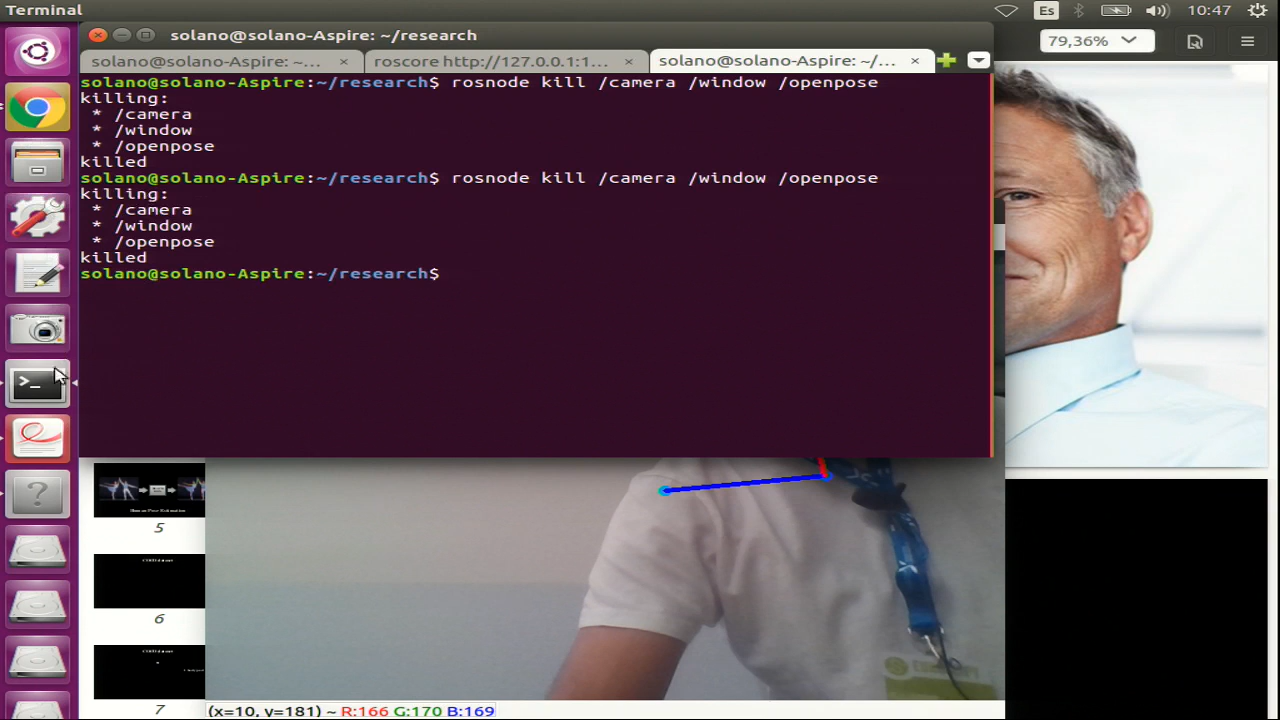 Terminal
Es
10:47
solano@solano-Aspire: ~/research
79,36%
solano@solano-Aspire: ~...
roscore http://127.0.0.1:1...
solano@solano-Aspire: ~/...
solano@solano-Aspire:~/research$ rosnode kill /camera /window /openpose
killing:
* /camera
* /window
* /openpose
killed
solano@solano-Aspire:~/research$ rosnode kill /camera /window /openpose
killing:
* /camera
* /window
* /openpose
killed
solano@solano-Aspire:~/research$
Human Pose Estimation
5
6
7
(x=10, y=181) ~ R:166 G:170 B:169